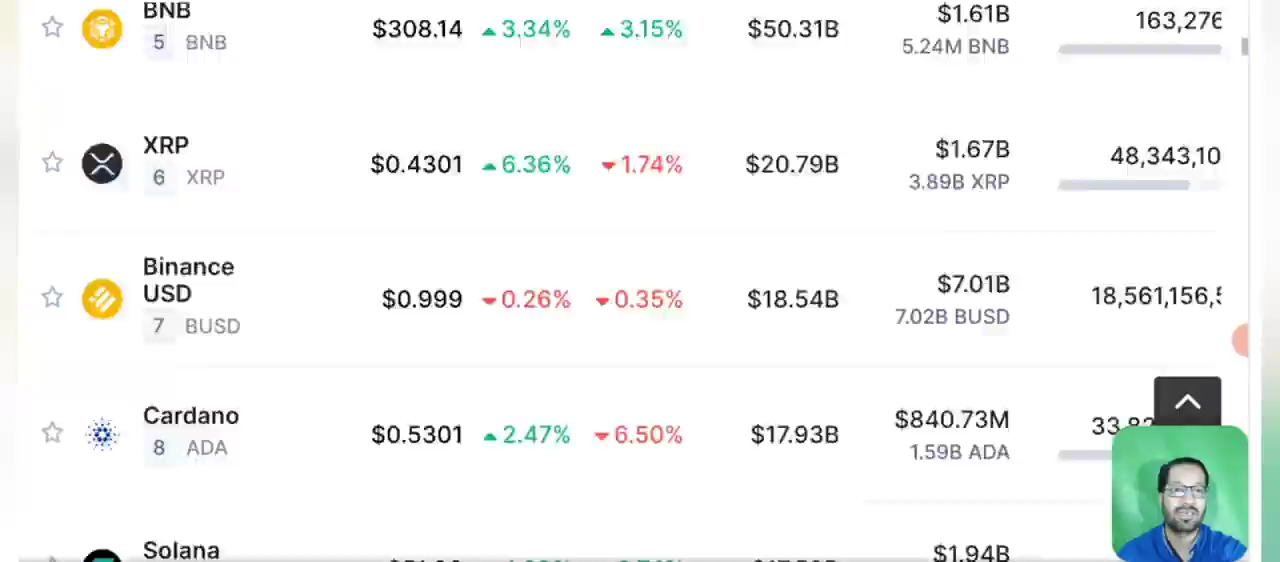 BNB
5 BNB
$308.14 3.34% 3.15% $50.31B $1.61B 163,276
5.24M BNB
XRP
6 XRP
$0.4301 6.36% 1.74% $20.79B $1.67B 48,343,10
3.89B XRP
Binance
USD
7 BUSD
$0.999 0.26% 0.35% $18.54B $7.01B 18,561,156,5
7.02B BUSD
Cardano
8 ADA
$0.5301 2.47% 6.50% $17.93B $840.73M
1.59B ADA
Solana
$1.94B